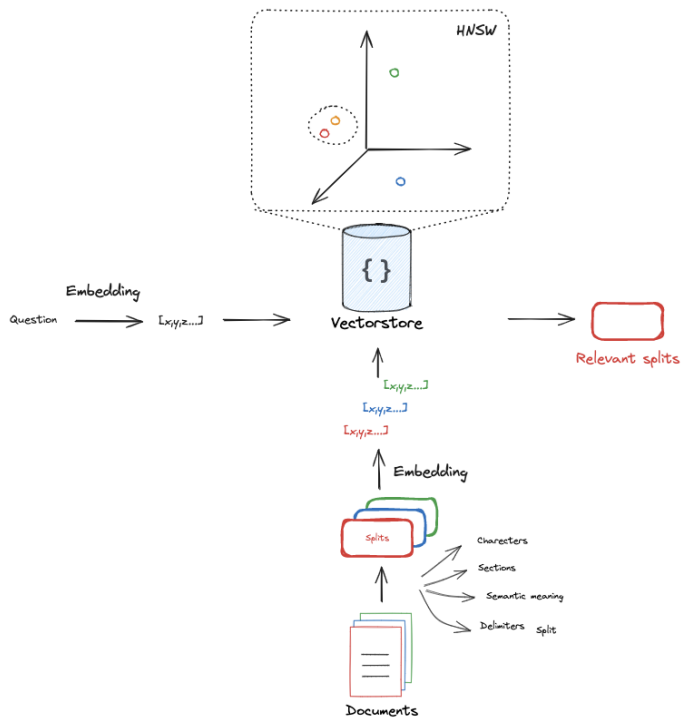 HNSW
{ }
Embedding
Question
[x,y,z...]
Vectorstore
Relevant splits
[x,y,z...]
[x,y,z...]
[x,y,z...]
Embedding
Splits
Charecters
Sections
Semantic meaning
Delimiters Split
Documents